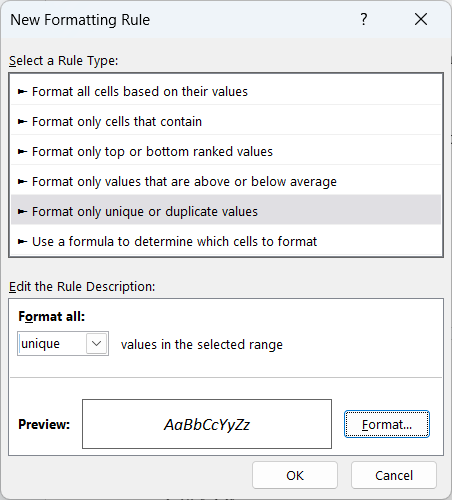 New Formatting Rule ?
Select a Rule Type:
► Format all cells based on their values
► Format only cells that contain
► Format only top or bottom ranked values
► Format only values that are above or below average
► Format only unique or duplicate values
► Use a formula to determine which cells to format
Edit the Rule Description:
Format all:
unique values in the selected range
Preview: AaBbCcYyZz Format...
OK Cancel